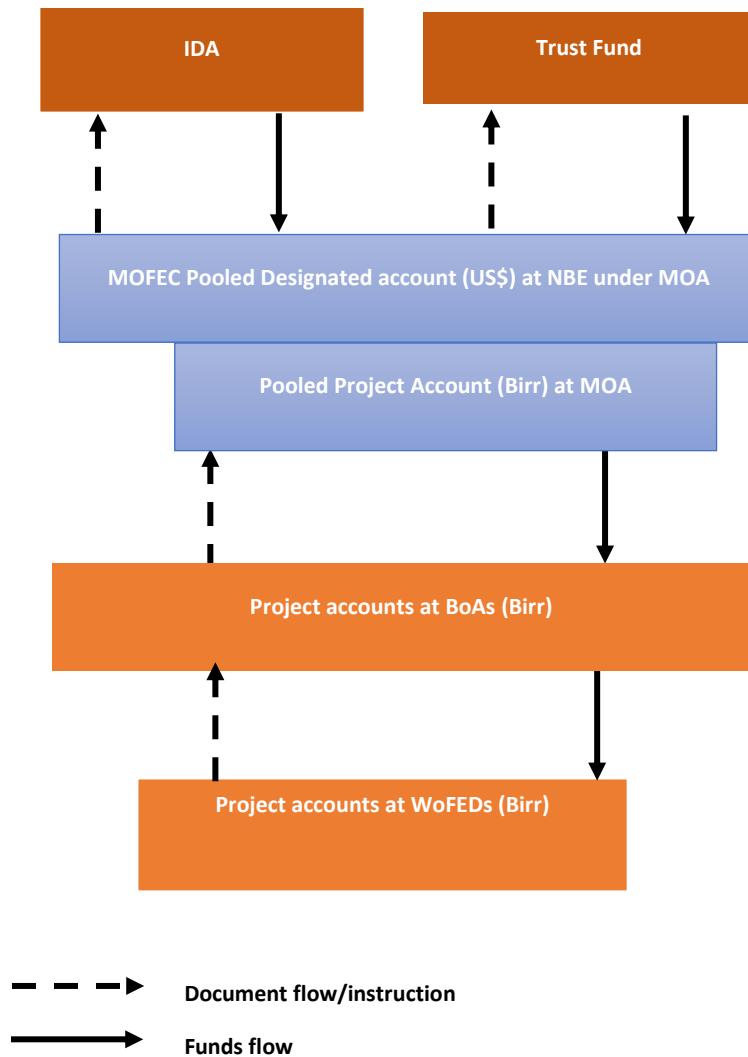 IDA
Trust Fund
MOFEC Pooled Designated account (US$) at NBE under MOA
Pooled Project Account (Birr) at MOA
Project accounts at BoAs (Birr)
Project accounts at WoFEDs (Birr)
Document flow/instruction
Funds flow